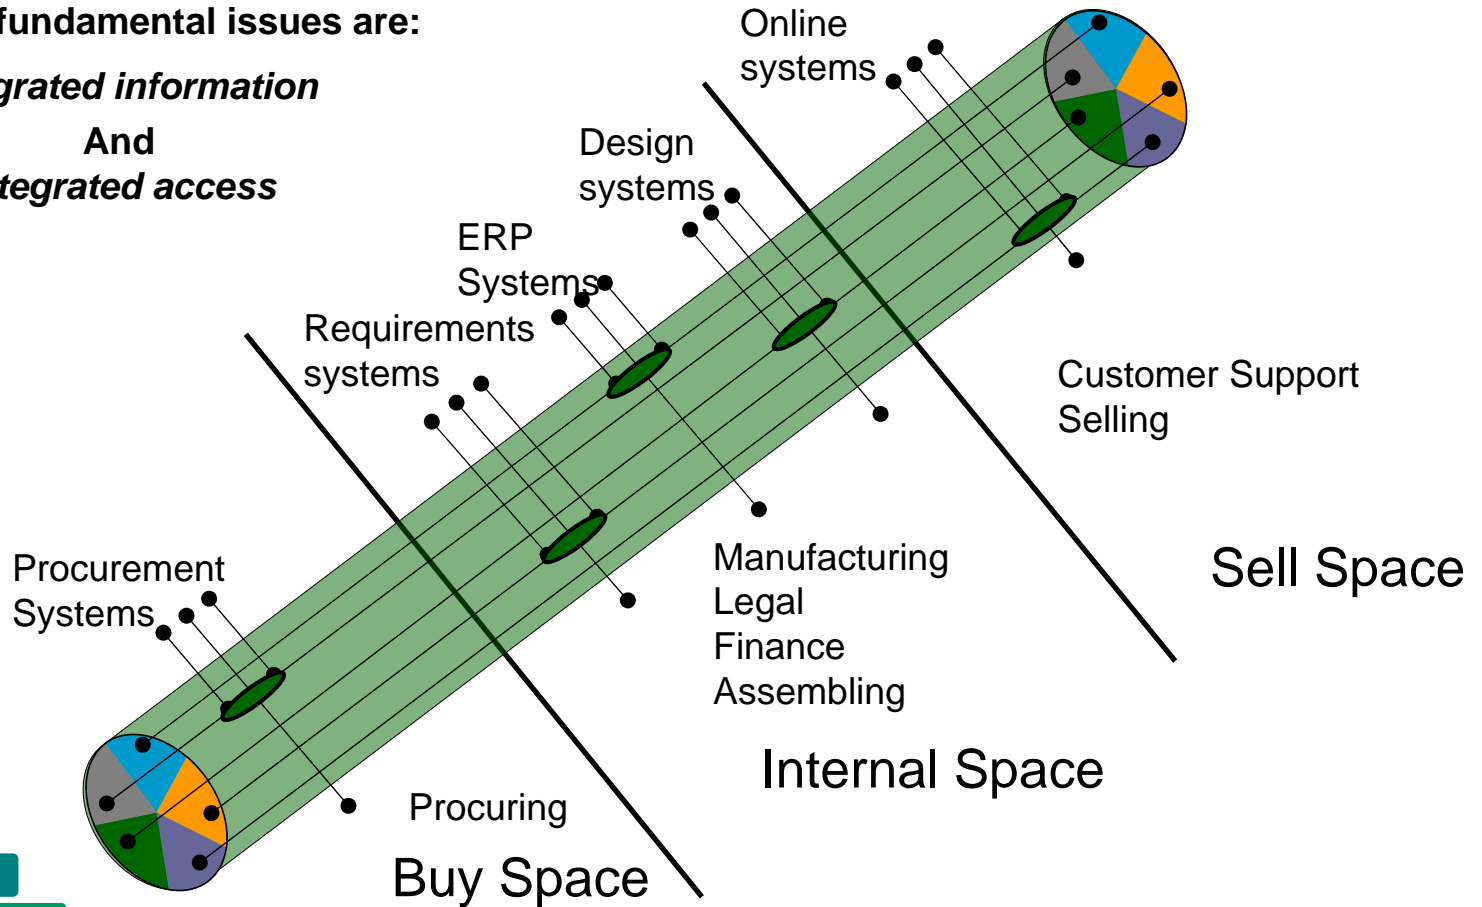 fundamental issues are:
grated information
And
tegrated access
Online
systems
Design
systems
ERP
Systems
Requirements
systems
Procurement
Systems
Customer Support
Selling
Manufacturing
Legal
Finance
Assembling
Sell Space
Internal Space
Procuring
Buy Space